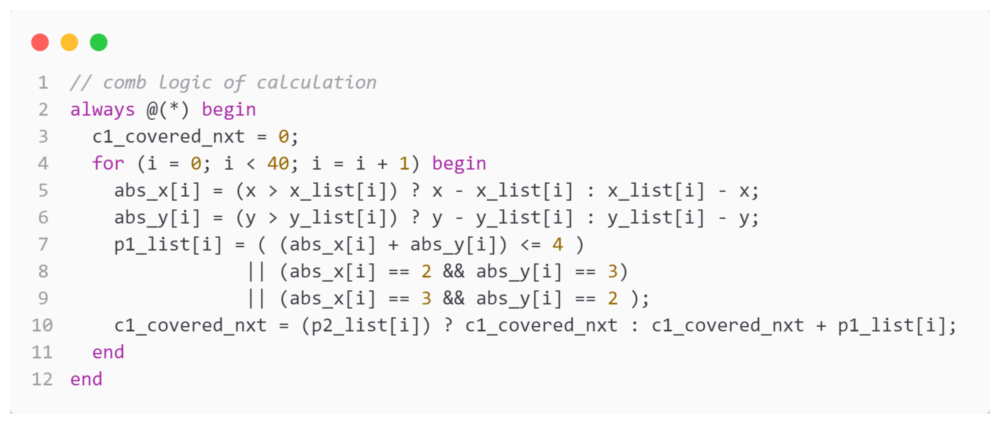 1 // comb logic of calculation
2 always @(*) begin
3   c1_covered_nxt = 0;
4   for (i = 0; i < 40; i = i + 1) begin
5     abs_x[i] = (x > x_list[i]) ? x - x_list[i] : x_list[i] - x;
6     abs_y[i] = (y > y_list[i]) ? y - y_list[i] : y_list[i] - y;
7     p1_list[i] = ( (abs_x[i] + abs_y[i]) <= 4 )
8                 || (abs_x[i] == 2 && abs_y[i] == 3)
9                 || (abs_x[i] == 3 && abs_y[i] == 2 );
10     c1_covered_nxt = (p2_list[i]) ? c1_covered_nxt : c1_covered_nxt + p1_list[i];
11   end
12 end